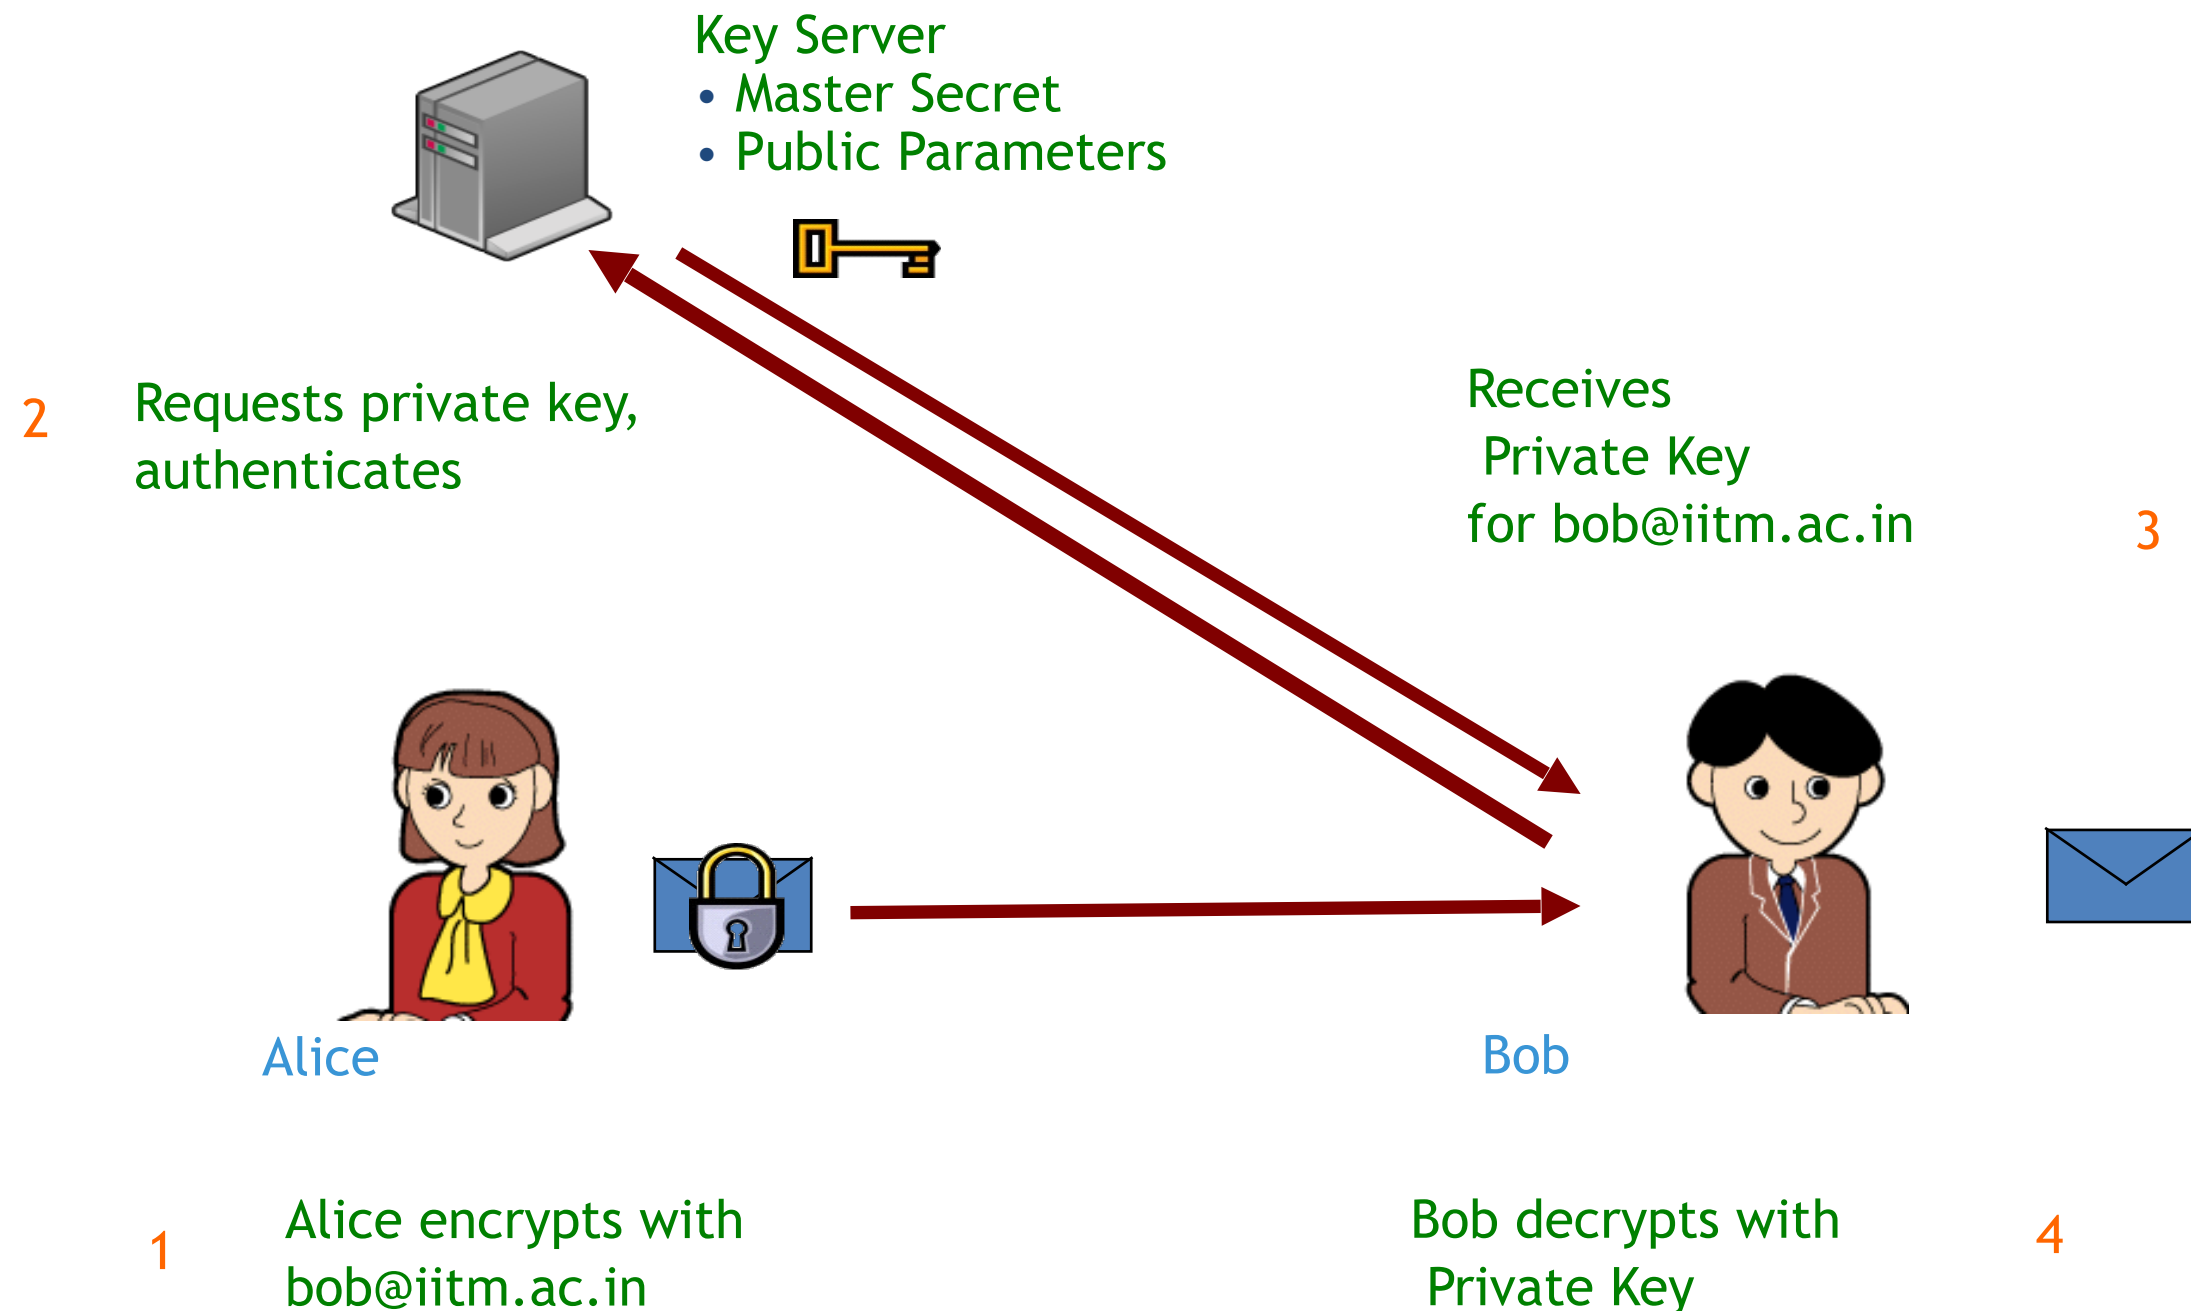 Key Server
• Master Secret
• Public Parameters
2
Requests private key,
authenticates
Receives
Private Key
for bob@iitm.ac.in
3
Alice
Bob
1
Alice encrypts with
bob@iitm.ac.in
Bob decrypts with
Private Key
4